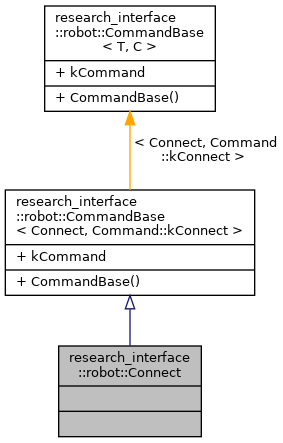 research_interface
::robot::CommandBase
< T, C >
+ kCommand
+ CommandBase()
< Connect, Command
::kConnect >
research_interface
::robot::CommandBase
< Connect, Command::kConnect >
+ kCommand
+ CommandBase()
research_interface
::robot::Connect